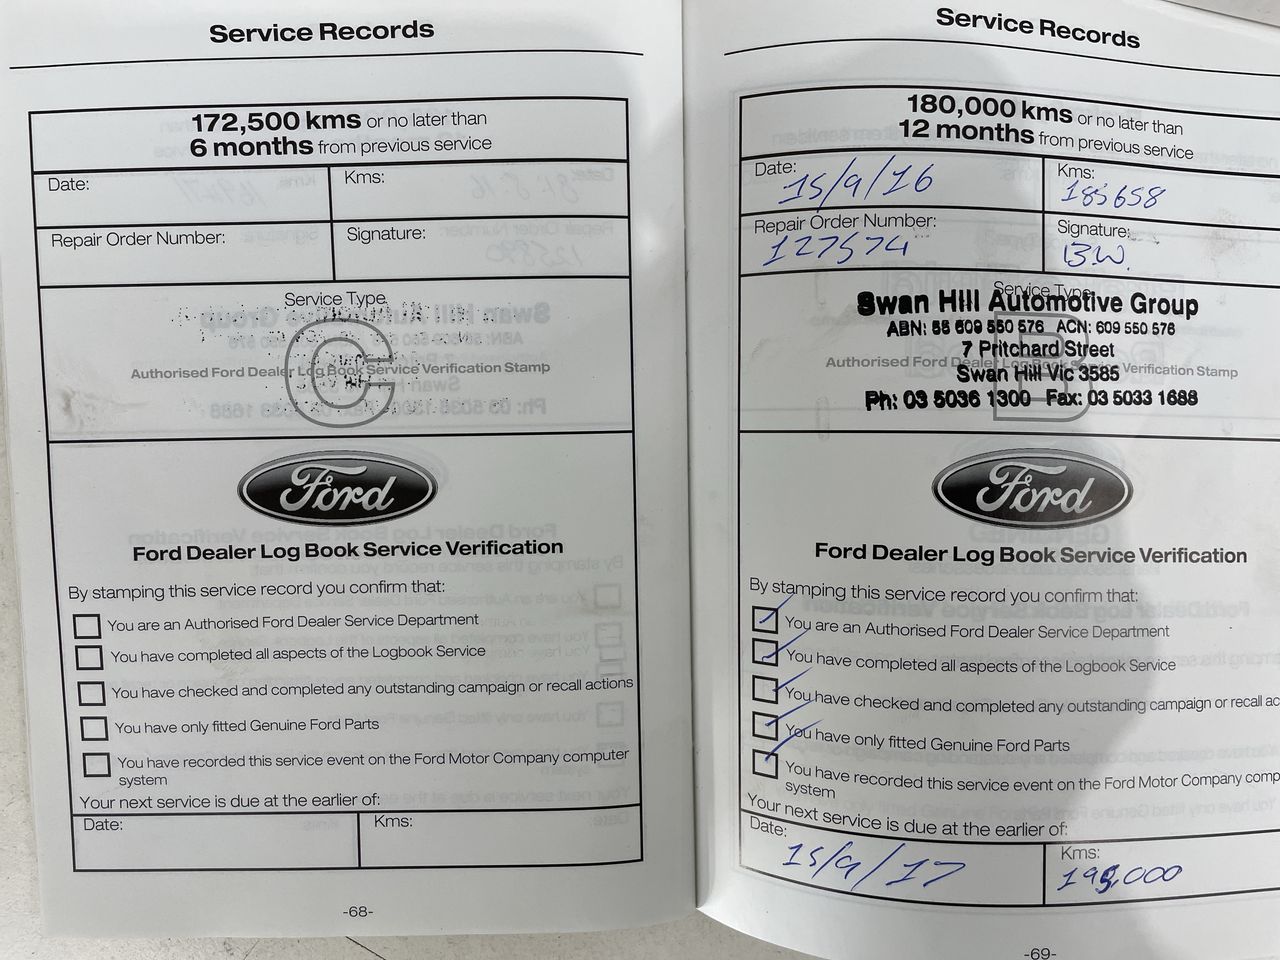 Service Records
172,500 kms or no later than
6 months from previous service
Date:
Kms:
Repair Order Number:
Signature:
Service Type
C
Authorised Ford Dealer Log Book Service Verification Stamp
Ford
Ford Dealer Log Book Service Verification
By stamping this service record you confirm that:
You are an Authorised Ford Dealer Service Department
You have completed all aspects of the Logbook Service
You have checked and completed any outstanding campaign or recall actions
You have only fitted Genuine Ford Parts
You have recorded this service event on the Ford Motor Company computer
system
Your next service is due at the earlier of:
Date:
Kms:
-68-
Service Records
180,000 kms or no later than
12 months from previous service
Date:
15/9/16
Kms:
185658
Repair Order Number:
127574
Signature:
B.W.
Service Type
B
Swan Hill Automotive Group
ABN: 55 609 550 576 ACN: 609 550 576
7 Pritchard Street
Authorised Ford Dealer Log Book Service Verification Stamp
Swan Hill Vic 3585
Ph: 03 5036 1300 Fax: 03 5033 1688
Ford
Ford Dealer Log Book Service Verification
By stamping this service record you confirm that:
You are an Authorised Ford Dealer Service Department
You have completed all aspects of the Logbook Service
You have checked and completed any outstanding campaign or recall ac
You have only fitted Genuine Ford Parts
You have recorded this service event on the Ford Motor Company comp
system
Your next service is due at the earlier of:
Date:
15/9/17
Kms:
-69-